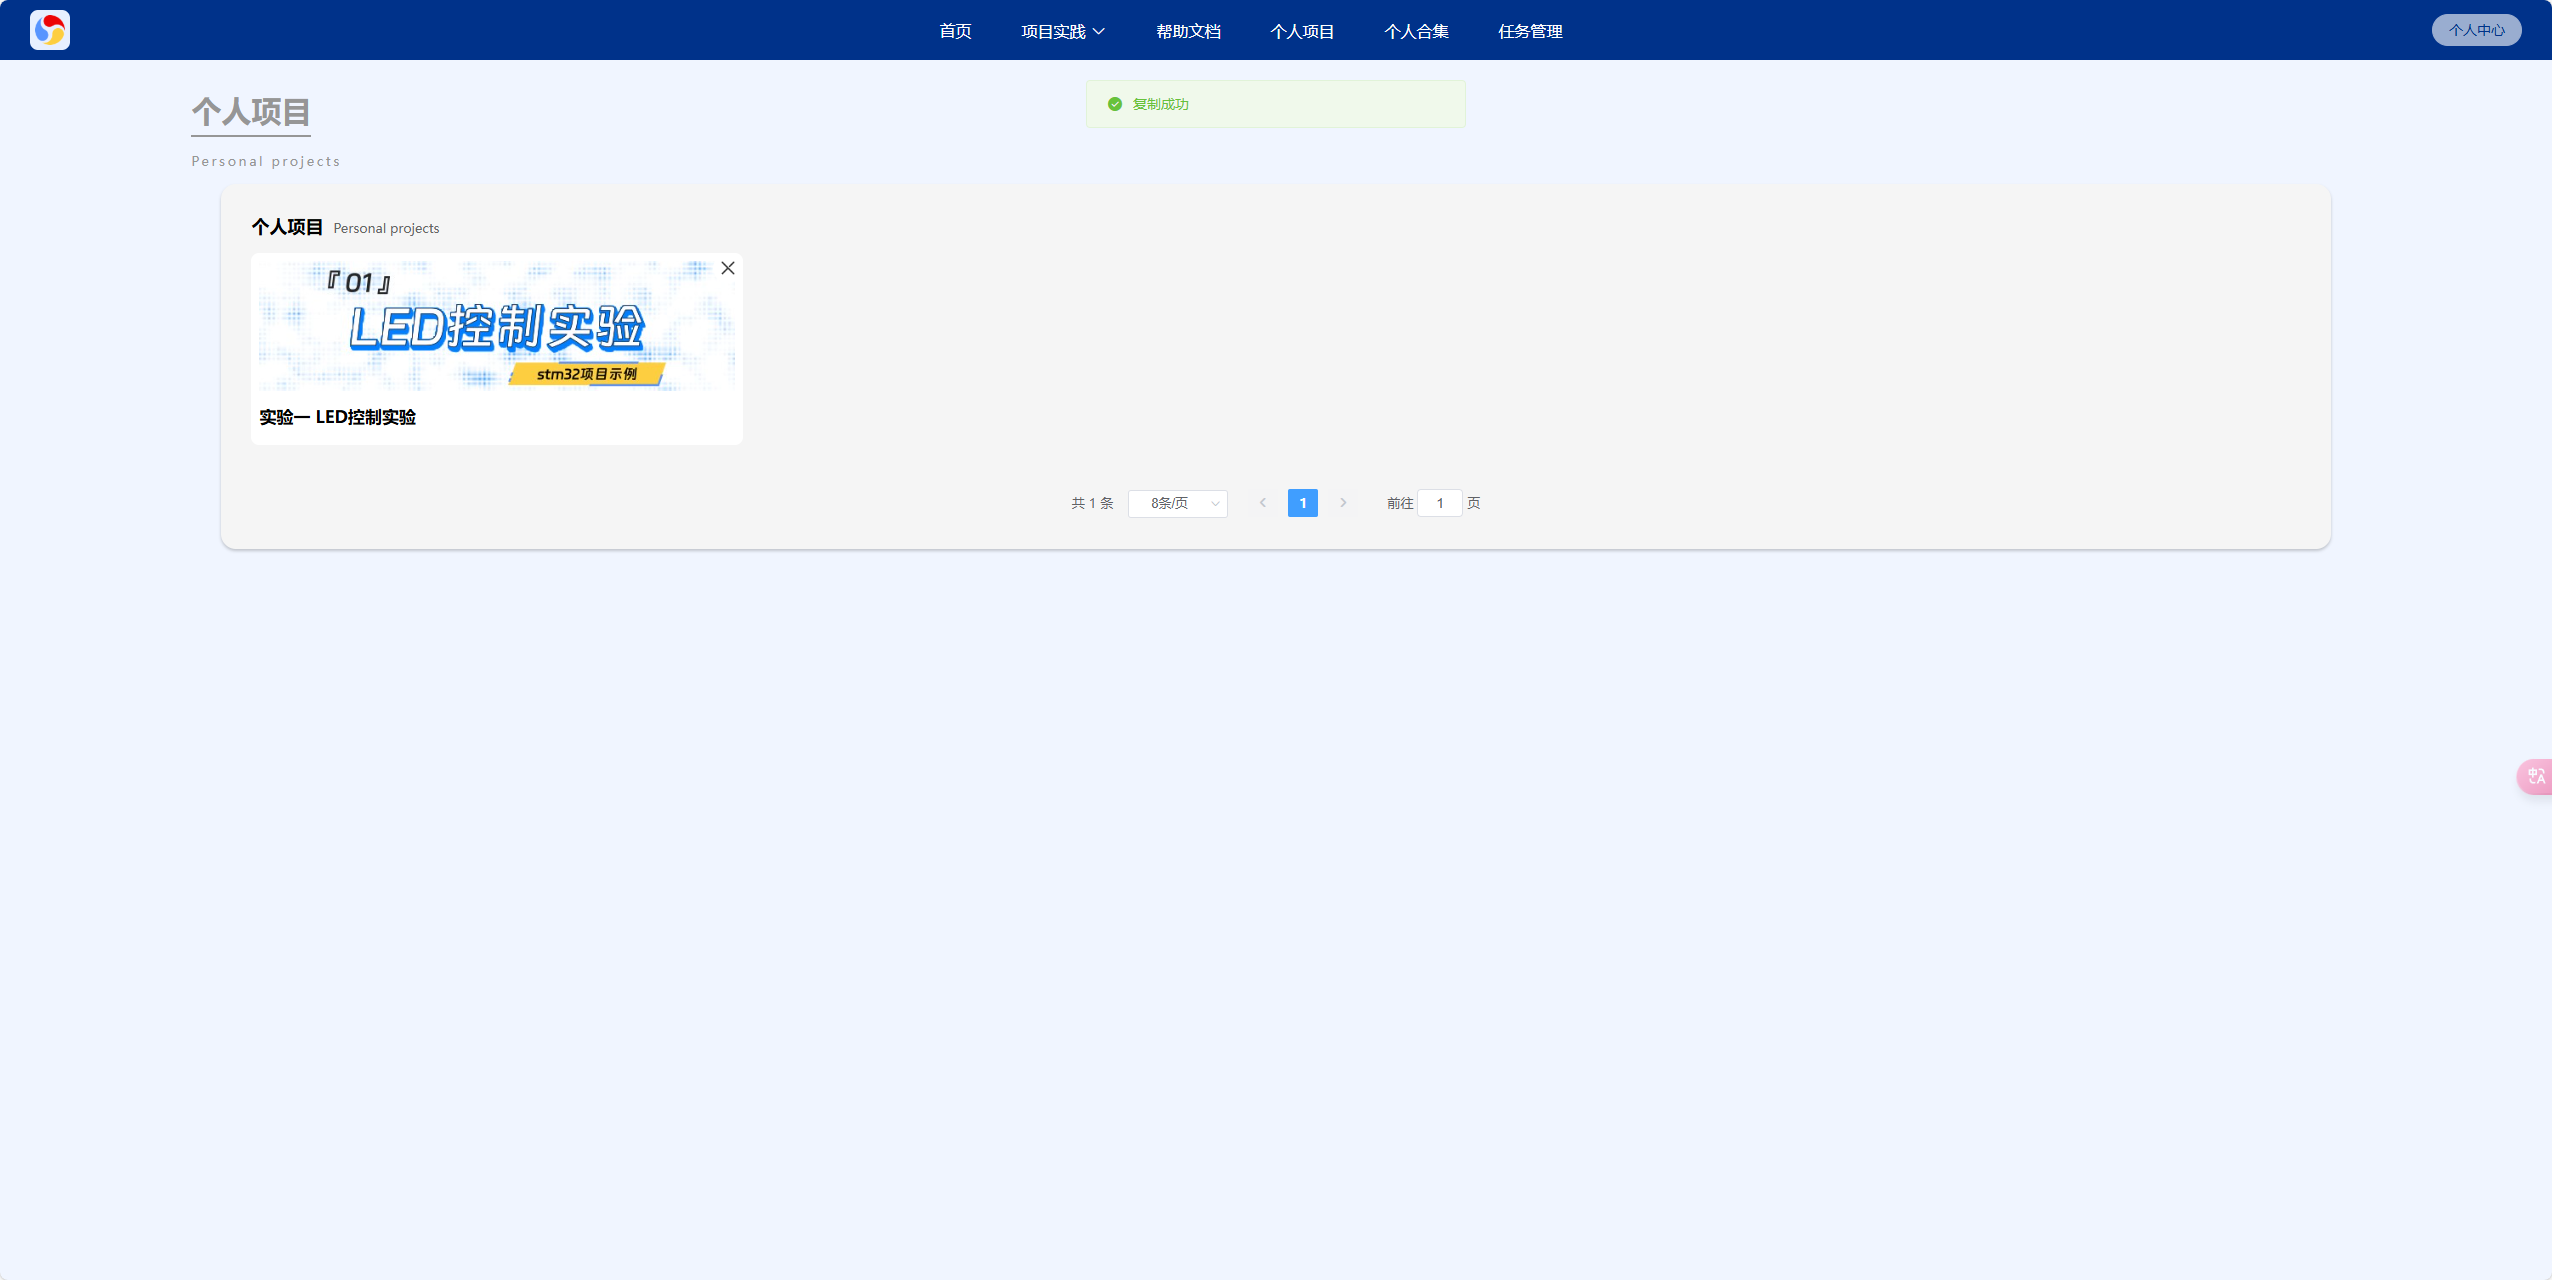 首页 项目实践 帮助文档 个人项目 个人合集 任务管理 个人中心
复制成功
个人项目
Personal projects
个人项目 Personal projects
『01』
LED控制实验
stm32项目示例
实验一 LED控制实验
共 1 条 8条/页 1 前往 1 页
中A